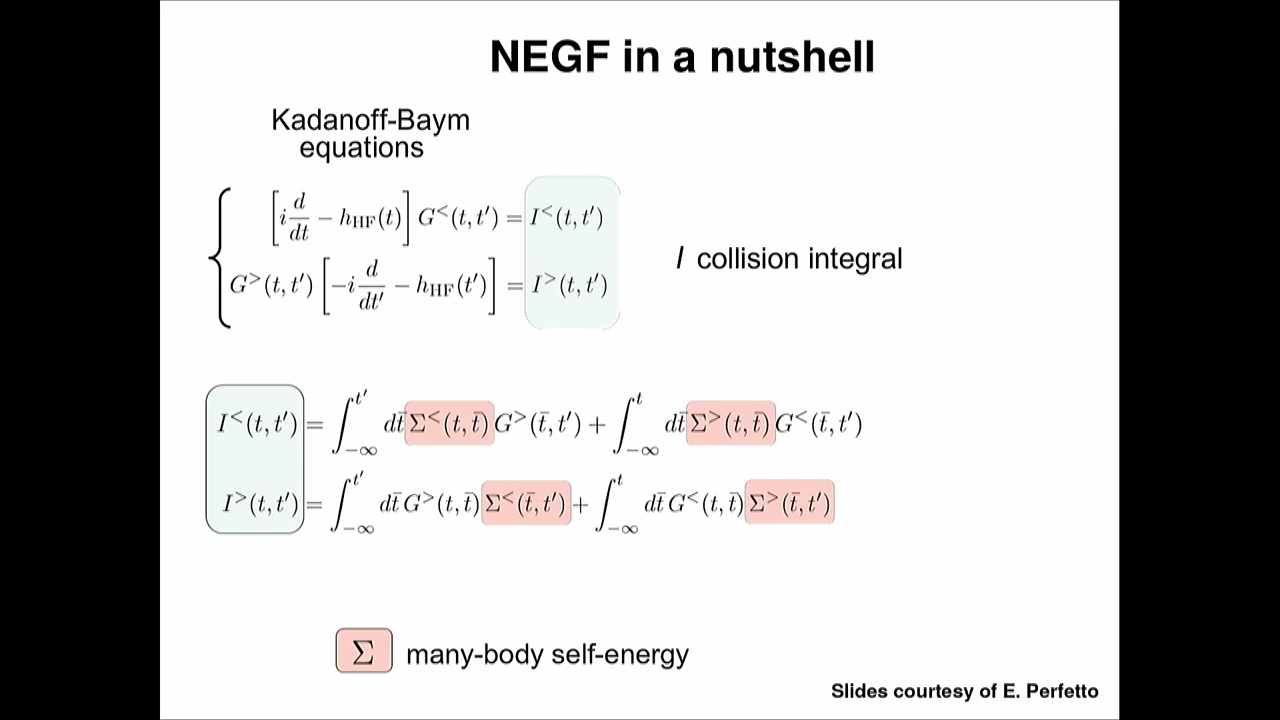 NEGF in a nutshell
Kadanoff-Baym
equations
[i d/dt − h_HF(t)] G^<(t, t′) = I^<(t, t′)
G^>(t, t′) [−i d/dt′ − h_HF(t′)] = I^>(t, t′)
I collision integral
I^<(t, t′) = ∫_{−∞}^{t′} dt̄ Σ^<(t, t̄) G^>(t̄, t′) + ∫_{−∞}^{t} dt̄ Σ^>(t, t̄) G^<(t̄, t′)
I^>(t, t′) = ∫_{−∞}^{t′} dt̄ G^>(t, t̄) Σ^<(t̄, t′) + ∫_{−∞}^{t} dt̄ G^<(t, t̄) Σ^>(t̄, t′)
Σ many-body self-energy
Slides courtesy of E. Perfetto